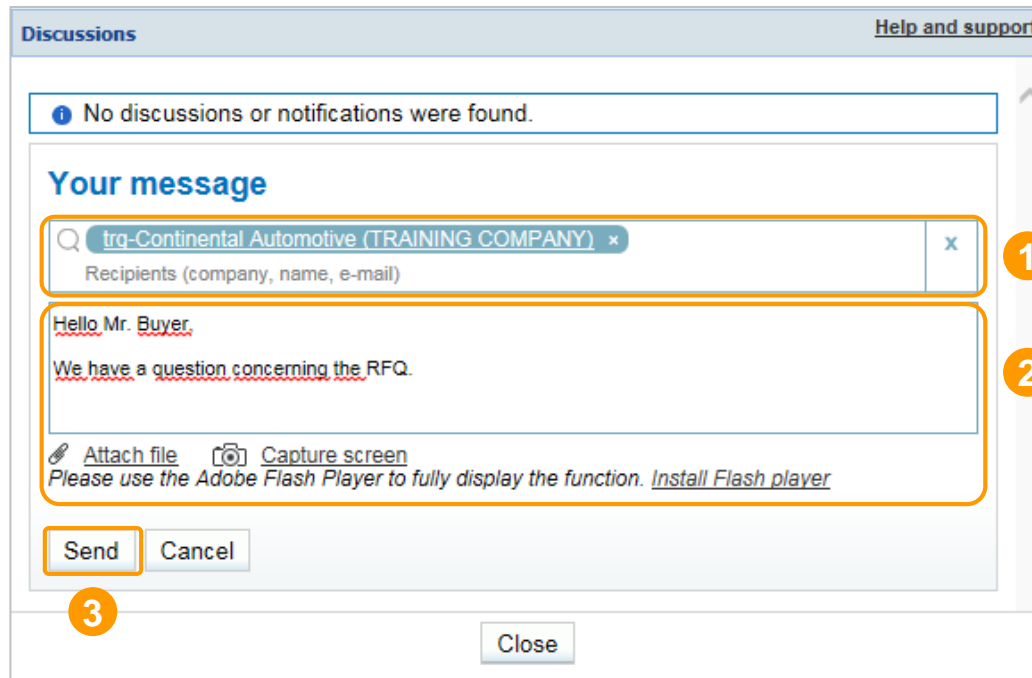 Discussions Help and support
No discussions or notifications were found.
Your message
trq-Continental Automotive (TRAINING COMPANY) ×
x
1
Recipients (company, name, e-mail)
Hello Mr. Buyer,
We have a question concerning the RFQ.
2
Attach file Capture screen
Please use the Adobe Flash Player to fully display the function. Install Flash player
Send Cancel
3
Close